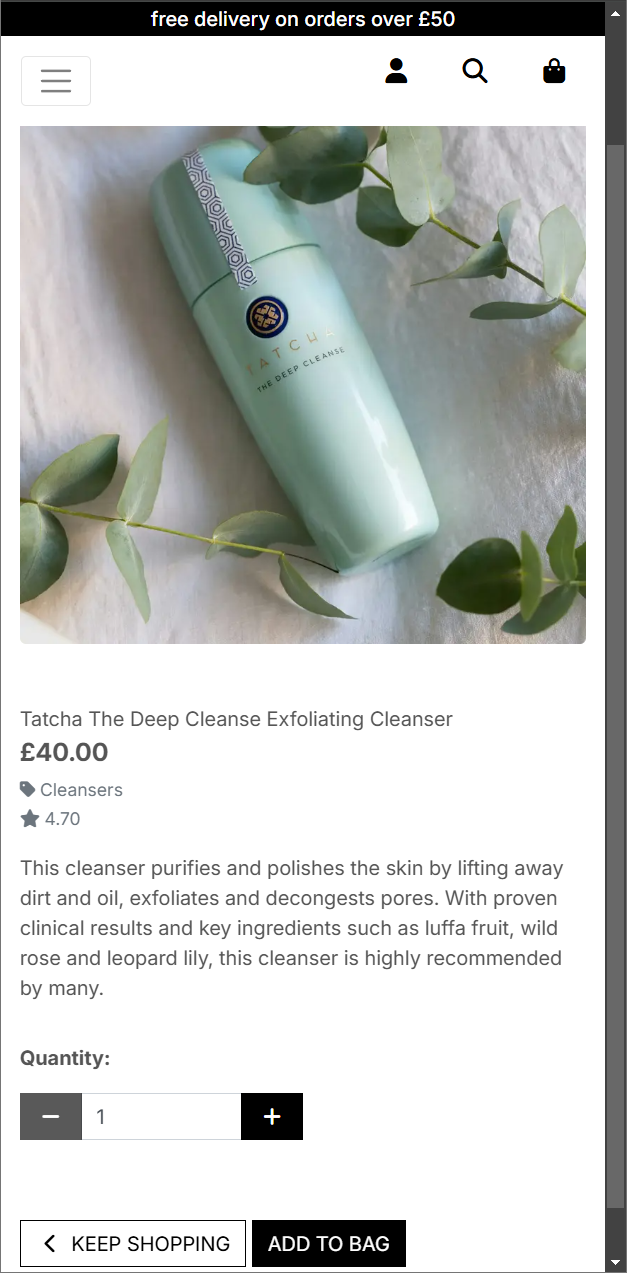 free delivery on orders over £50
TATCHA
THE DEEP CLEANSE
Tatcha The Deep Cleanse Exfoliating Cleanser
£40.00
Cleansers
4.70
This cleanser purifies and polishes the skin by lifting away
dirt and oil, exfoliates and decongests pores. With proven
clinical results and key ingredients such as luffa fruit, wild
rose and leopard lily, this cleanser is highly recommended
by many.
Quantity:
1
KEEP SHOPPING
ADD TO BAG